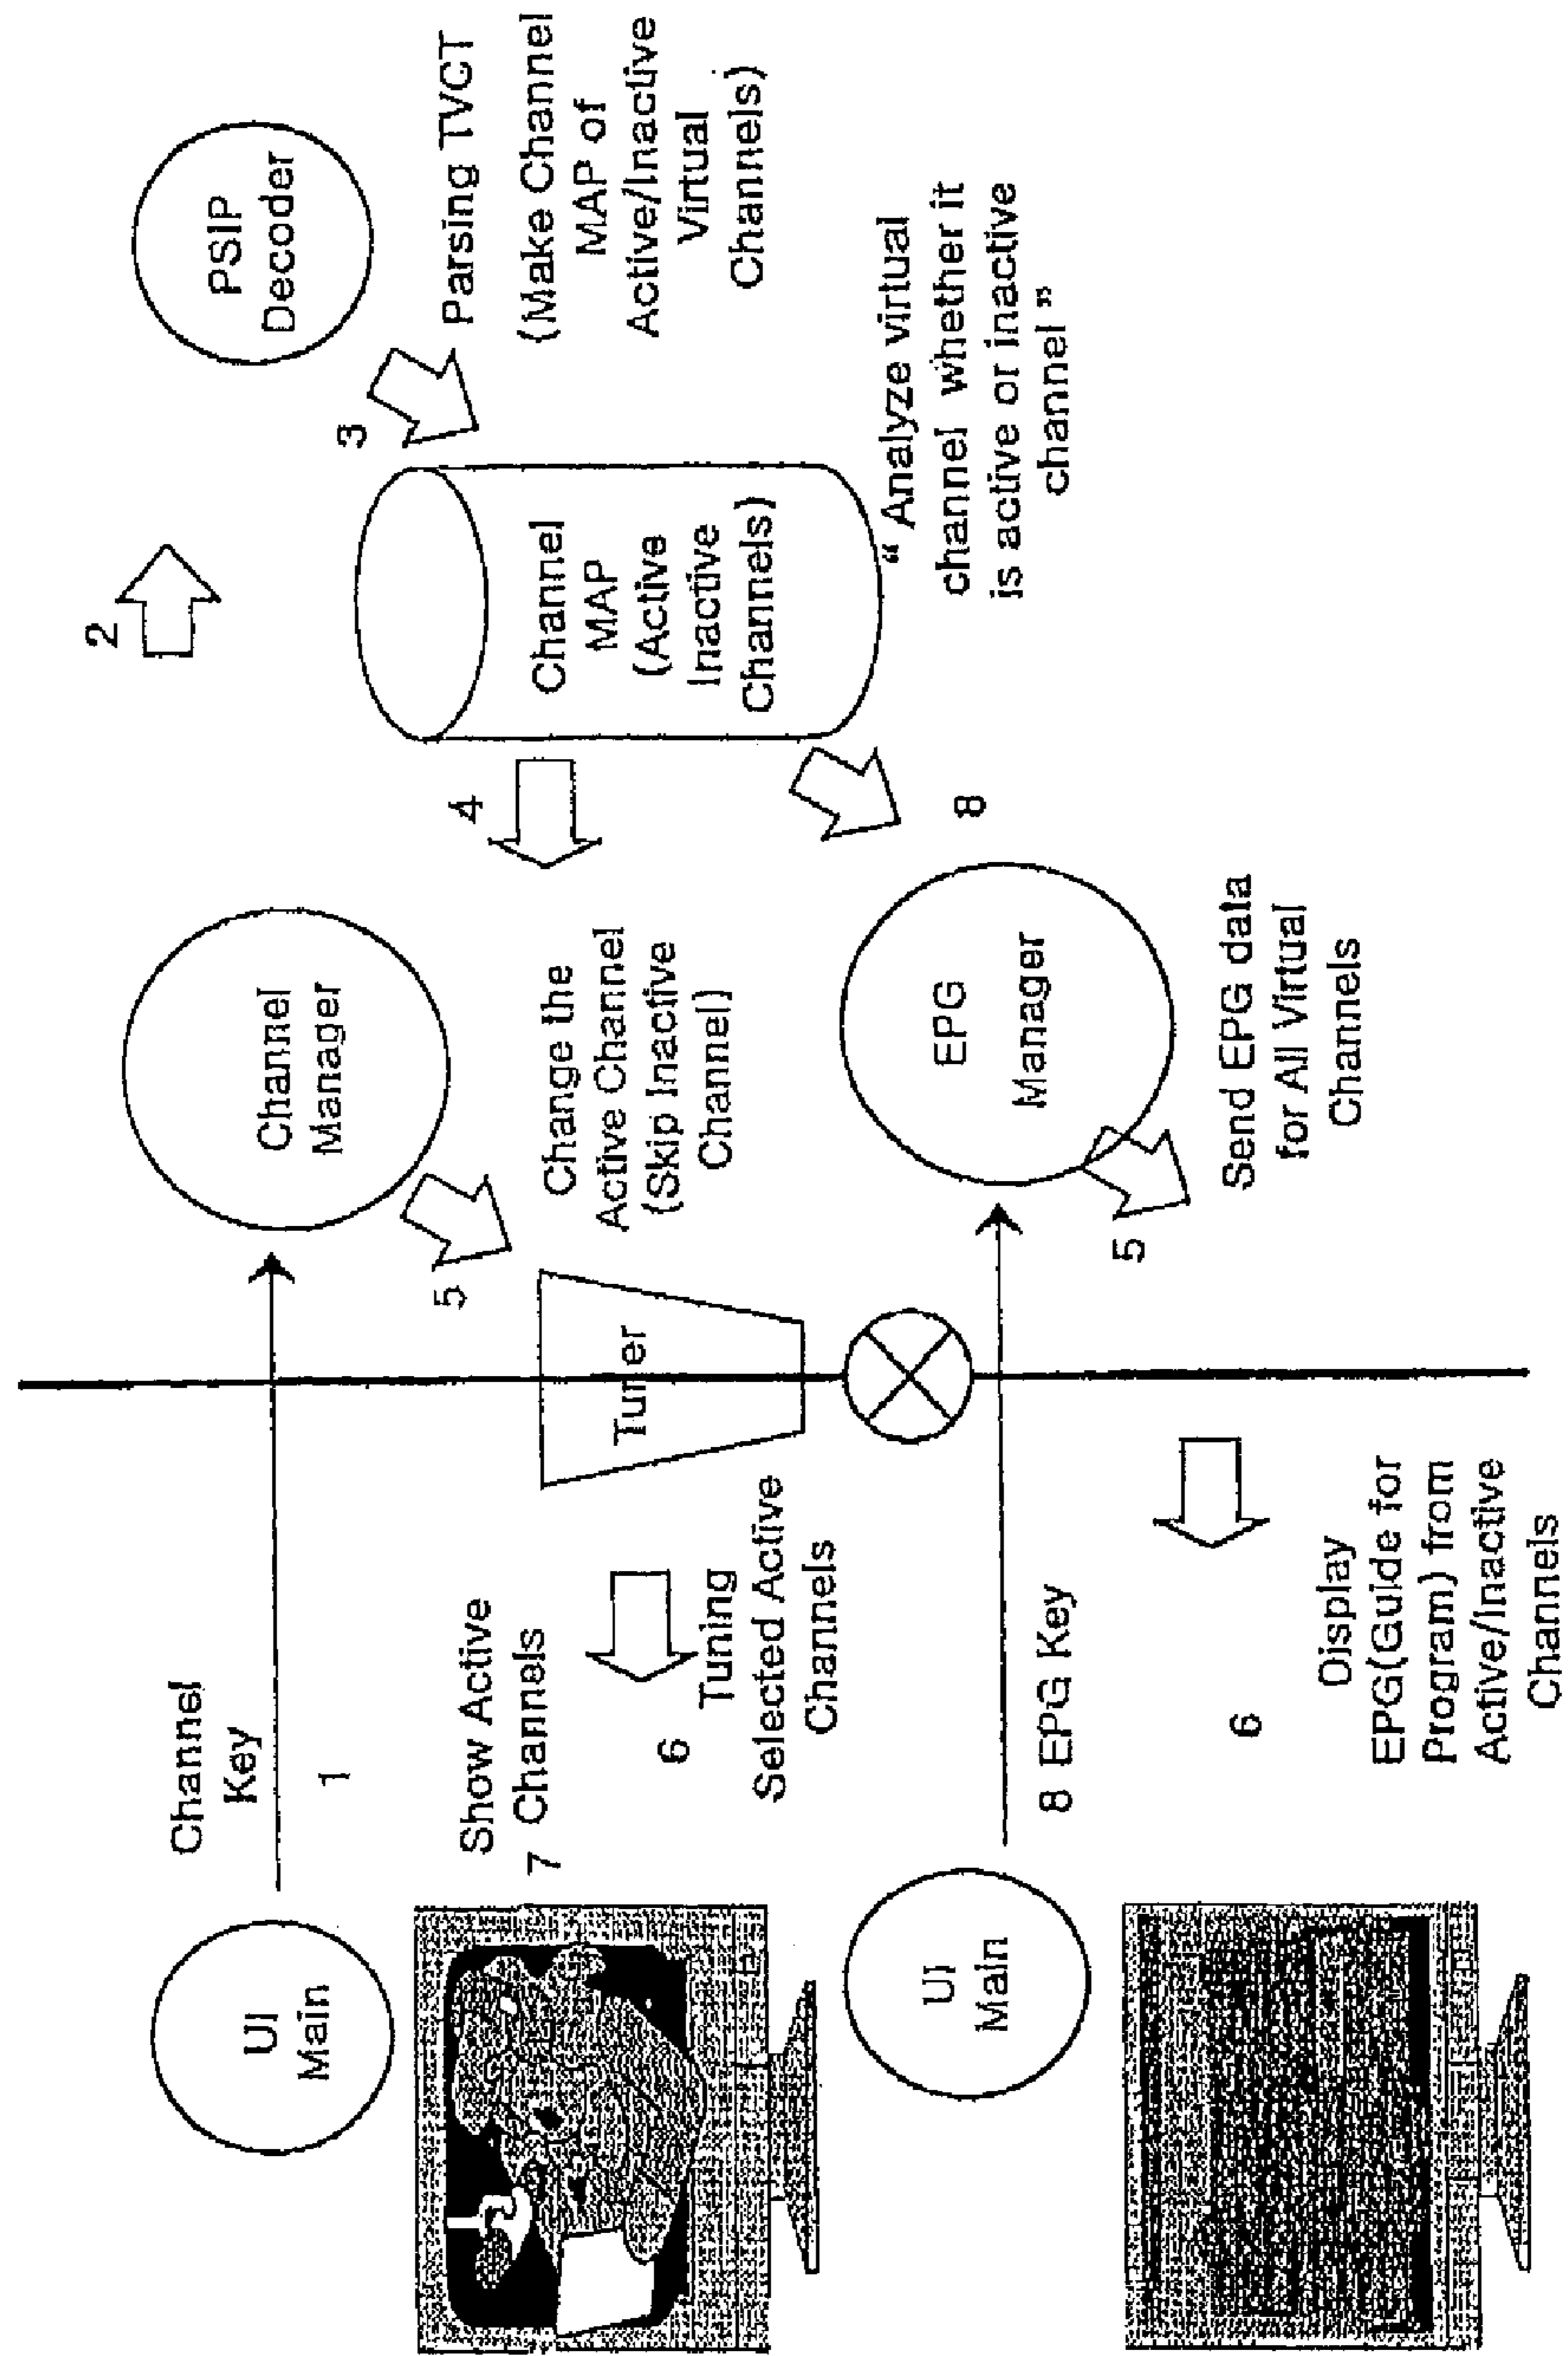 UI
Main
Channel
Key
1
Channel
Manager
2
PSIP
Decoder
3
Parsing TVCT
(Make Channel
MAP of
Active/Inactive
Virtual
Channels)
Channel
MAP
(Active
Inactive
Channels)
“ Analyze virtual
channel whether it
is active or inactive
channel ”
4
5
Change the
Active Channel
(Skip Inactive
Channel)
Tuner
6
Tuning
Selected Active
Channels
Show Active
7 Channels
UI
Main
8 EPG Key
8
EPG
Manager
5
Send EPG data
for All Virtual
Channels
6
Display
EPG(Guide for
Program) from
Active/Inactive
Channels